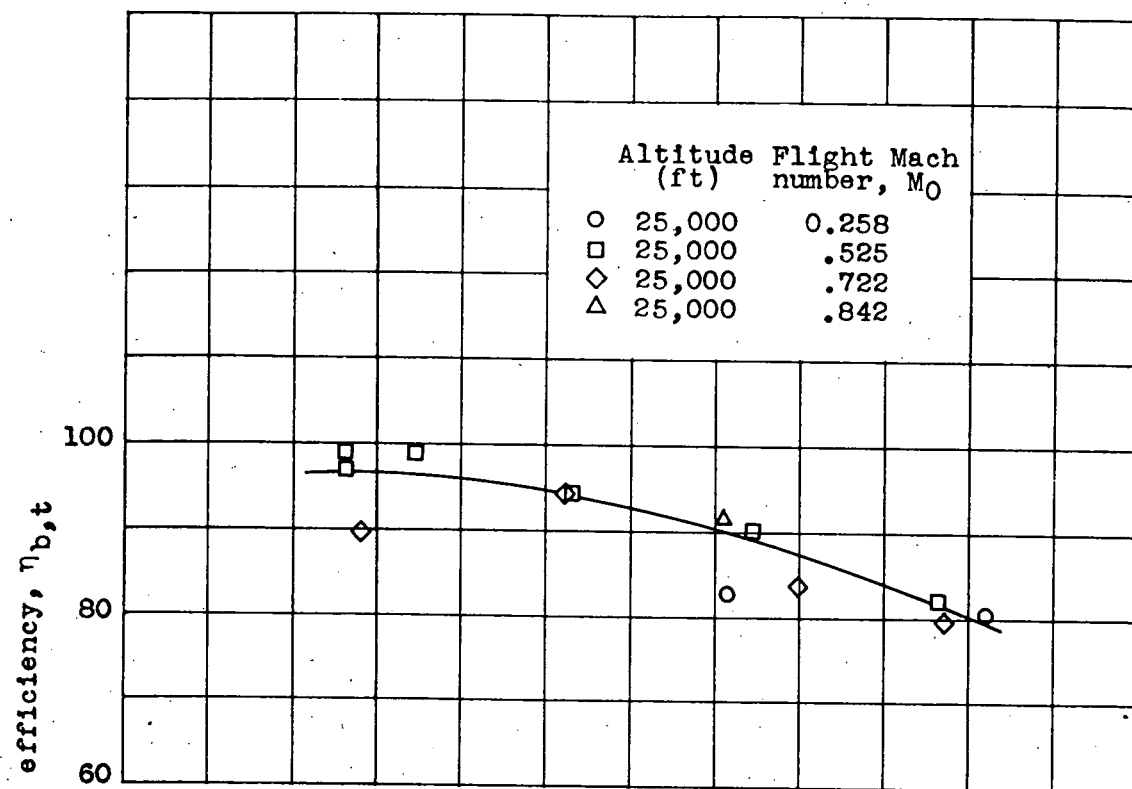 Altitude Flight Mach
(ft) number, M0
○ 25,000 0.258
□ 25,000 .525
◇ 25,000 .722
△ 25,000 .842
100
80
60
efficiency, ηb,t